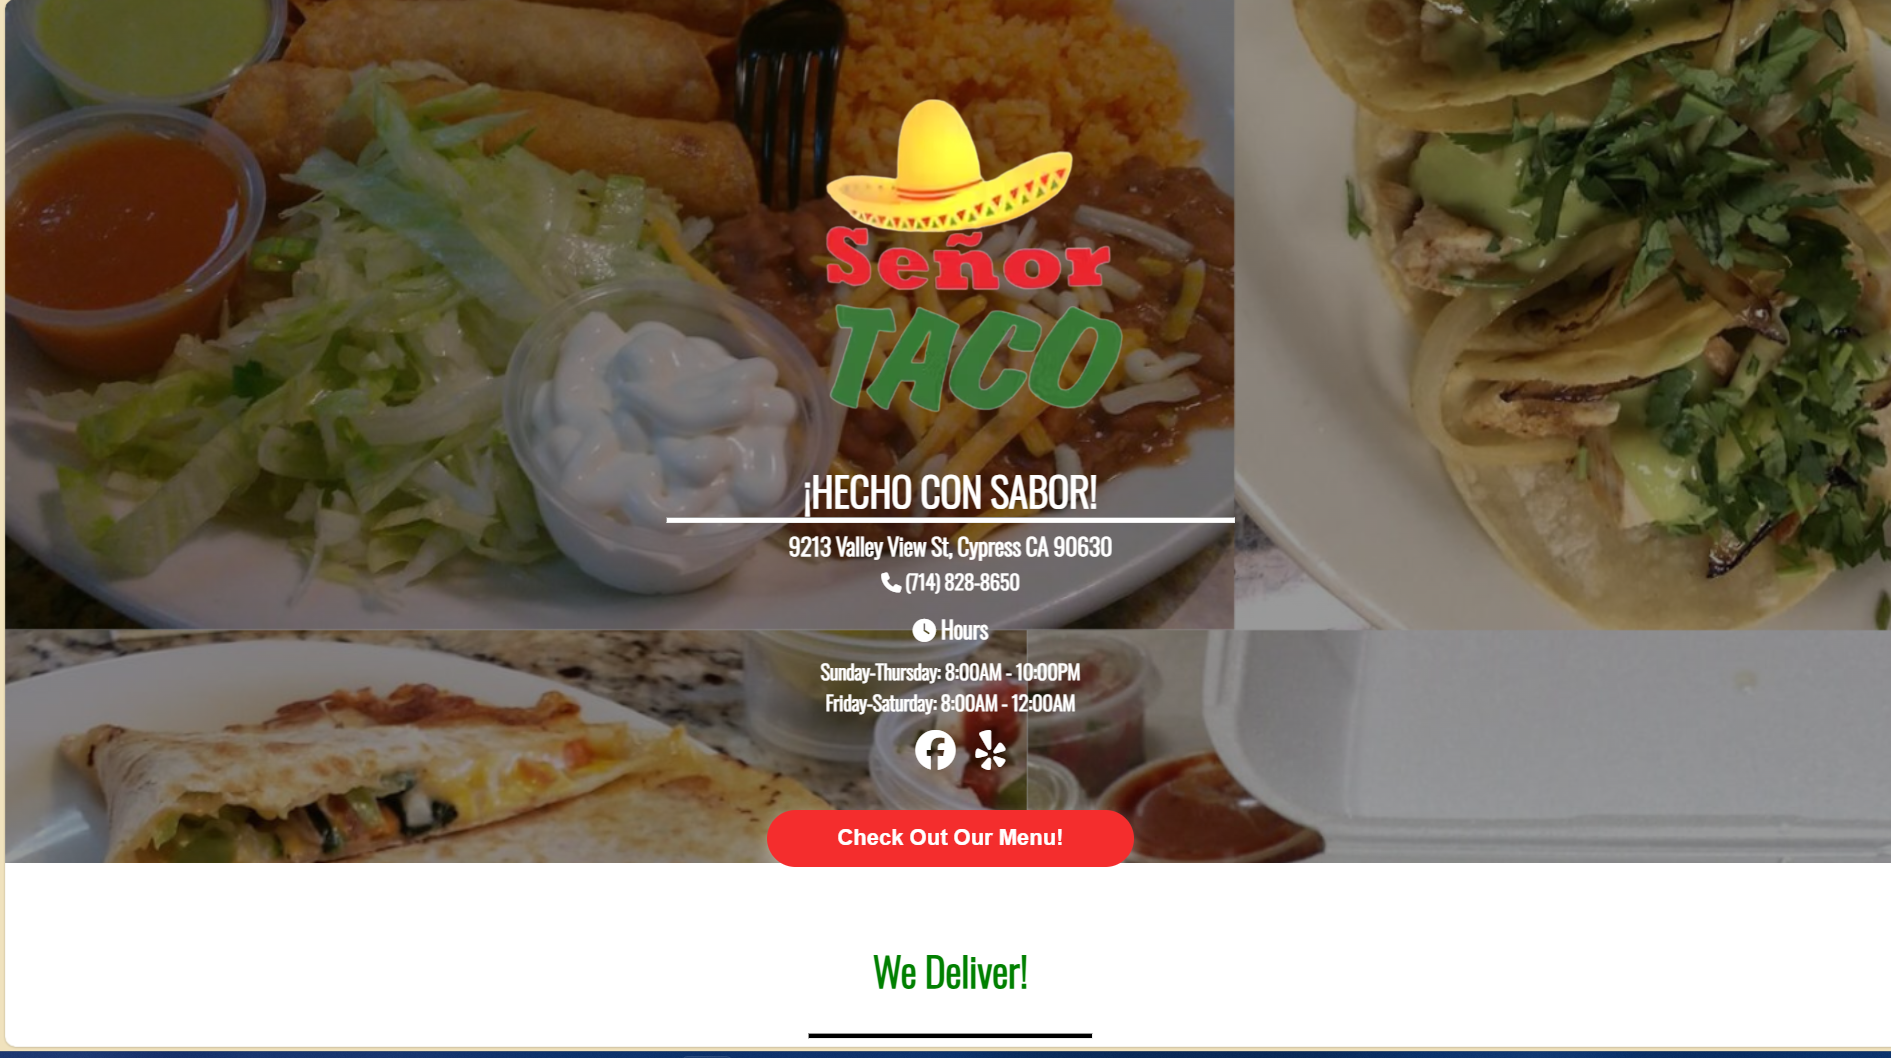 Señor
TACO
¡HECHO CON SABOR!
9213 Valley View St, Cypress CA 90630
(714) 828-8650
Hours
Sunday-Thursday: 8:00AM - 10:00PM
Friday-Saturday: 8:00AM - 12:00AM
Check Out Our Menu!
We Deliver!